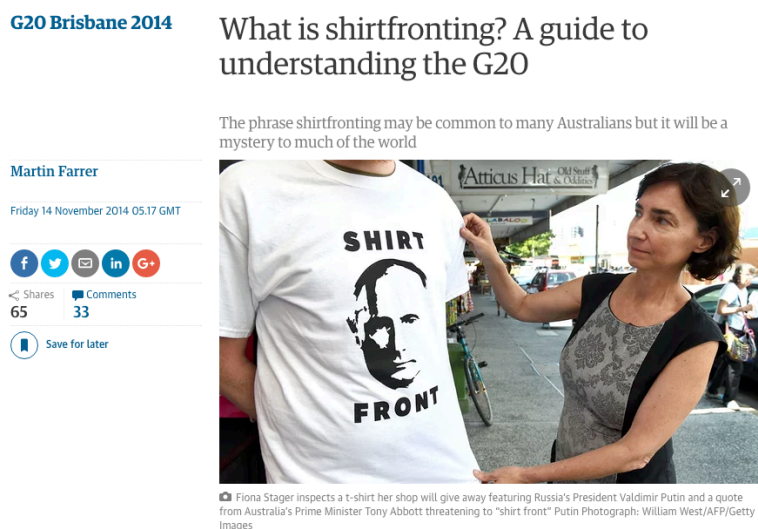 G20 Brisbane 2014
What is shirtfronting? A guide to
understanding the G20
The phrase shirtfronting may be common to many Australians but it will be a
mystery to much of the world
Martin Farrer
Friday 14 November 2014 05.17 GMT
Shares
65
Comments
33
Save for later
91
Atticus Hat
Old Stuff
& Oddities
LABALOO
SHIRT
FRONT
Fiona Stager inspects a t-shirt her shop will give away featuring Russia's President Valdimir Putin and a quote
from Australia's Prime Minister Tony Abbott threatening to "shirt front" Putin Photograph: William West/AFP/Getty
Images